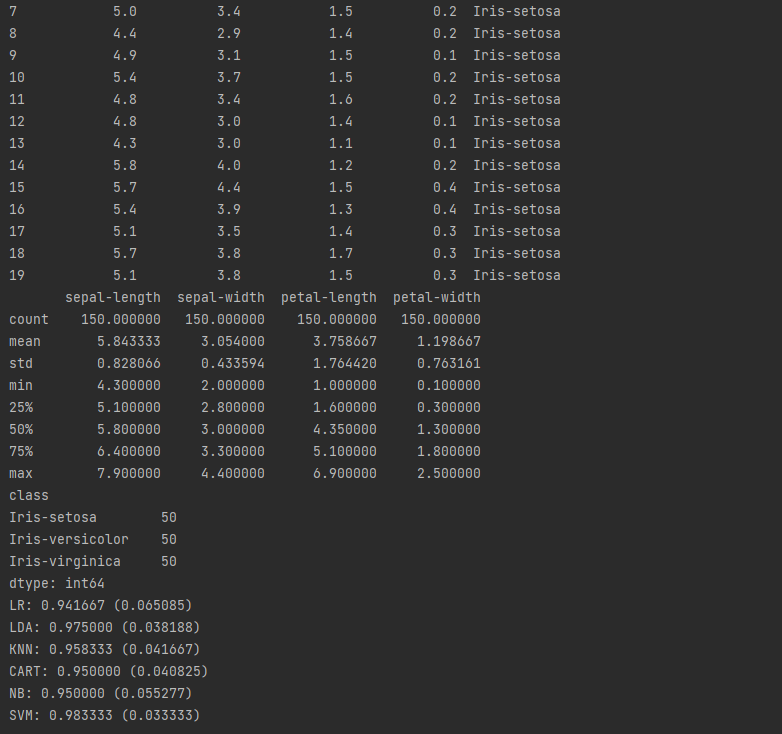 7            5.0          3.4           1.5          0.2  Iris-setosa
8            4.4          2.9           1.4          0.2  Iris-setosa
9            4.9          3.1           1.5          0.1  Iris-setosa
10           5.4          3.7           1.5          0.2  Iris-setosa
11           4.8          3.4           1.6          0.2  Iris-setosa
12           4.8          3.0           1.4          0.1  Iris-setosa
13           4.3          3.0           1.1          0.1  Iris-setosa
14           5.8          4.0           1.2          0.2  Iris-setosa
15           5.7          4.4           1.5          0.4  Iris-setosa
16           5.4          3.9           1.3          0.4  Iris-setosa
17           5.1          3.5           1.4          0.3  Iris-setosa
18           5.7          3.8           1.7          0.3  Iris-setosa
19           5.1          3.8           1.5          0.3  Iris-setosa
       sepal-length  sepal-width  petal-length  petal-width
count    150.000000   150.000000    150.000000   150.000000
mean       5.843333     3.054000      3.758667     1.198667
std        0.828066     0.433594      1.764420     0.763161
min        4.300000     2.000000      1.000000     0.100000
25%        5.100000     2.800000      1.600000     0.300000
50%        5.800000     3.000000      4.350000     1.300000
75%        6.400000     3.300000      5.100000     1.800000
max        7.900000     4.400000      6.900000     2.500000
class
Iris-setosa        50
Iris-versicolor    50
Iris-virginica     50
dtype: int64
LR: 0.941667 (0.065085)
LDA: 0.975000 (0.038188)
KNN: 0.958333 (0.041667)
CART: 0.950000 (0.040825)
NB: 0.950000 (0.055277)
SVM: 0.983333 (0.033333)